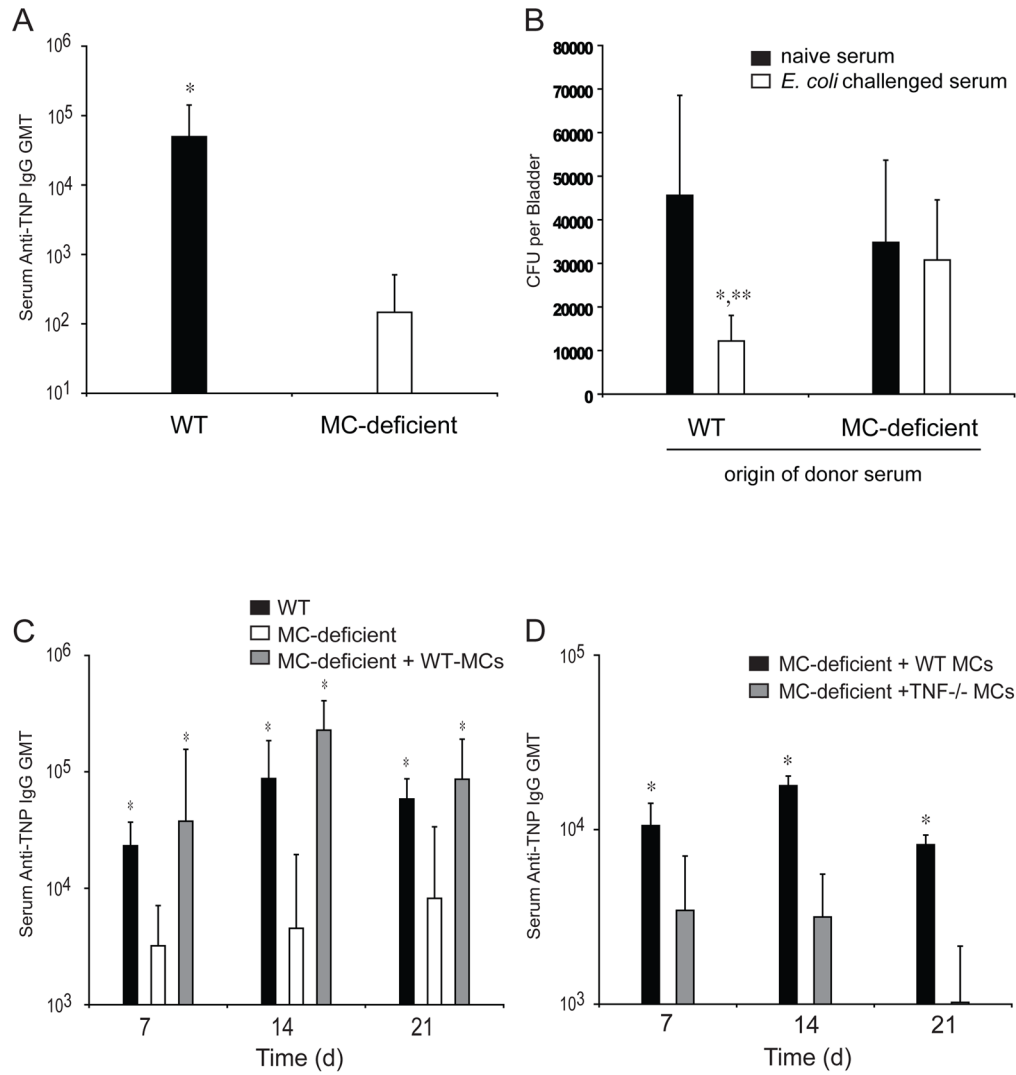 A
Serum Anti-TNP IgG GMT
10⁶
10⁵
10⁴
10³
10²
10¹
*
WT
MC-deficient
B
CFU per Bladder
80000
70000
60000
50000
40000
30000
20000
10000
0
naive serum
E. coli challenged serum
*,**
WT
MC-deficient
origin of donor serum
C
WT
MC-deficient
MC-deficient + WT-MCs
Serum Anti-TNP IgG GMT
10⁶
10⁵
10⁴
10³
*
*
*
*
*
*
7
14
21
Time (d)
D
MC-deficient + WT MCs
MC-deficient +TNF-/- MCs
Serum Anti-TNP IgG GMT
10⁵
10⁴
10³
*
*
*
7
14
21
Time (d)